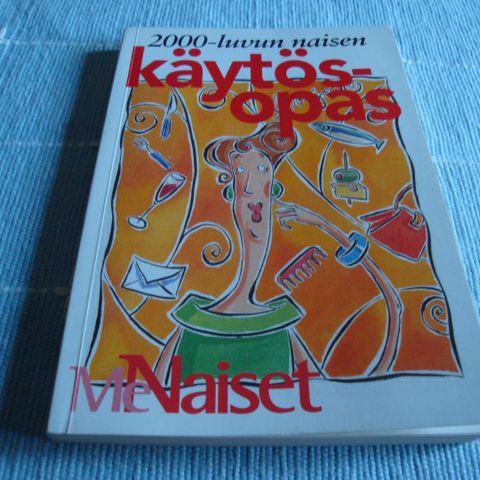 2000-luvun naisen
käytös-
opas
MeNaiset